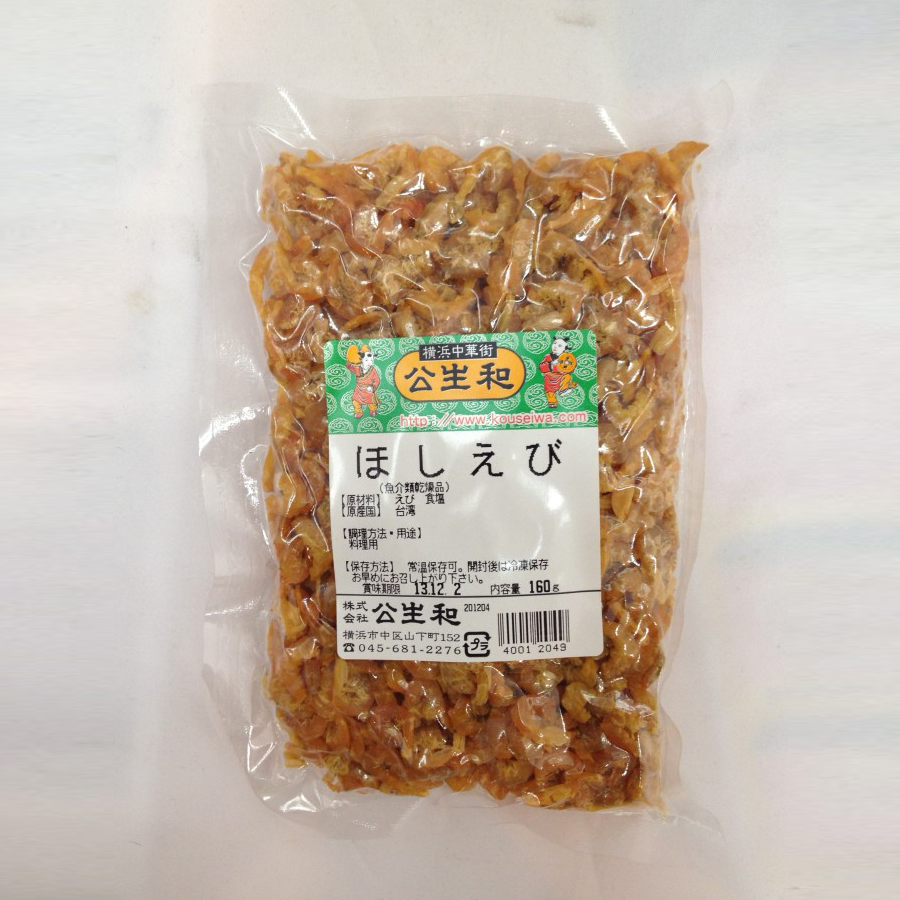 横浜中華街
公生和
http://www.kouseiwa.com
ほしえび
(魚介類乾燥品)
【原材料】 えび 食塩
【原産国】 台湾
【調理方法・用途】
料理用
【保存方法】 常温保存可。開封後は冷凍保存
お早めにお召し上がり下さい。
賞味期限 13.12. 2 内容量 160g
株式会社 公生和 201204
横浜市中区山下町152
☎045-681-2276 プラ
4001 2049